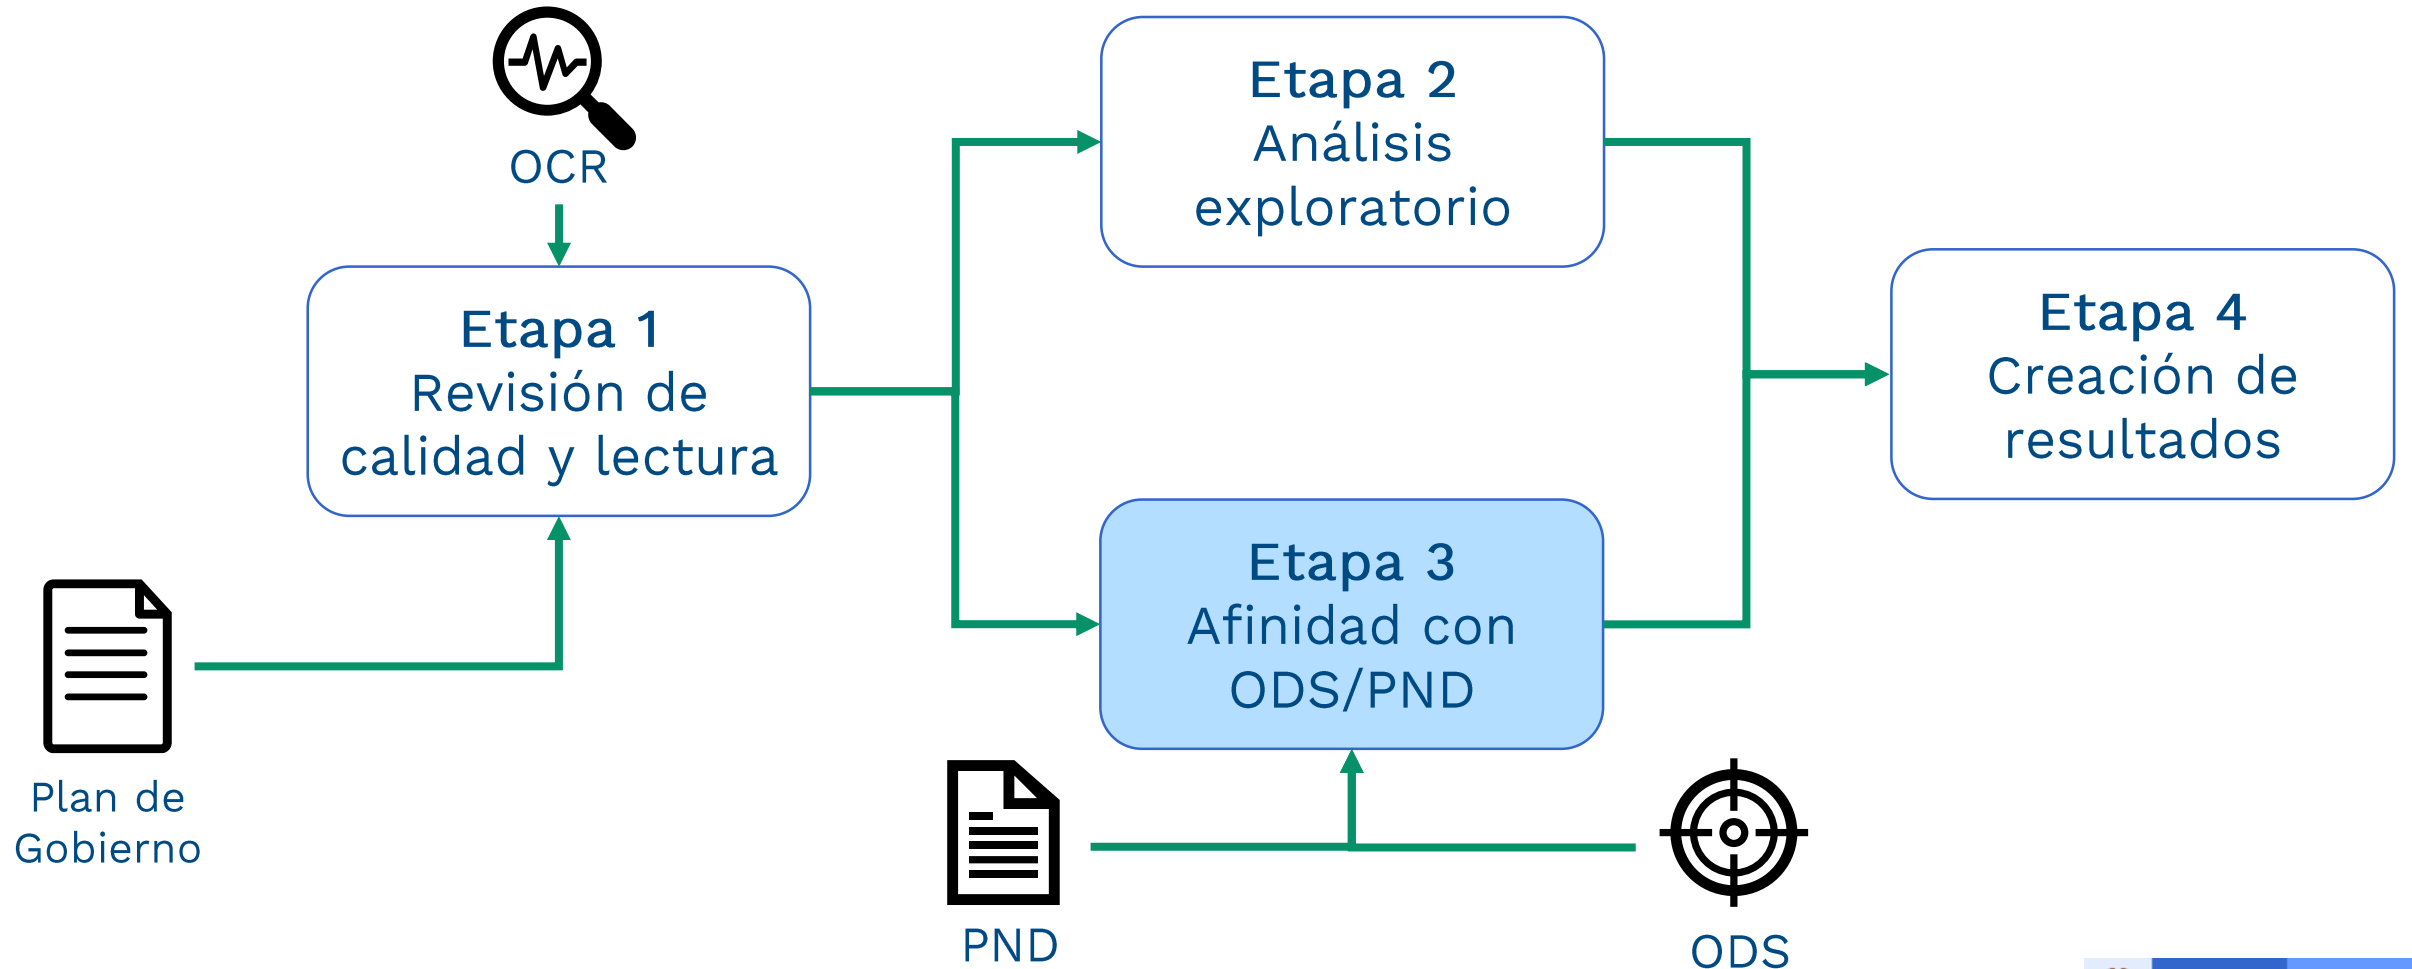 OCR
Etapa 1
Revisión de
calidad y lectura
Plan de
Gobierno
Etapa 2
Análisis
exploratorio
Etapa 3
Afinidad con
ODS/PND
PND
ODS
Etapa 4
Creación de
resultados